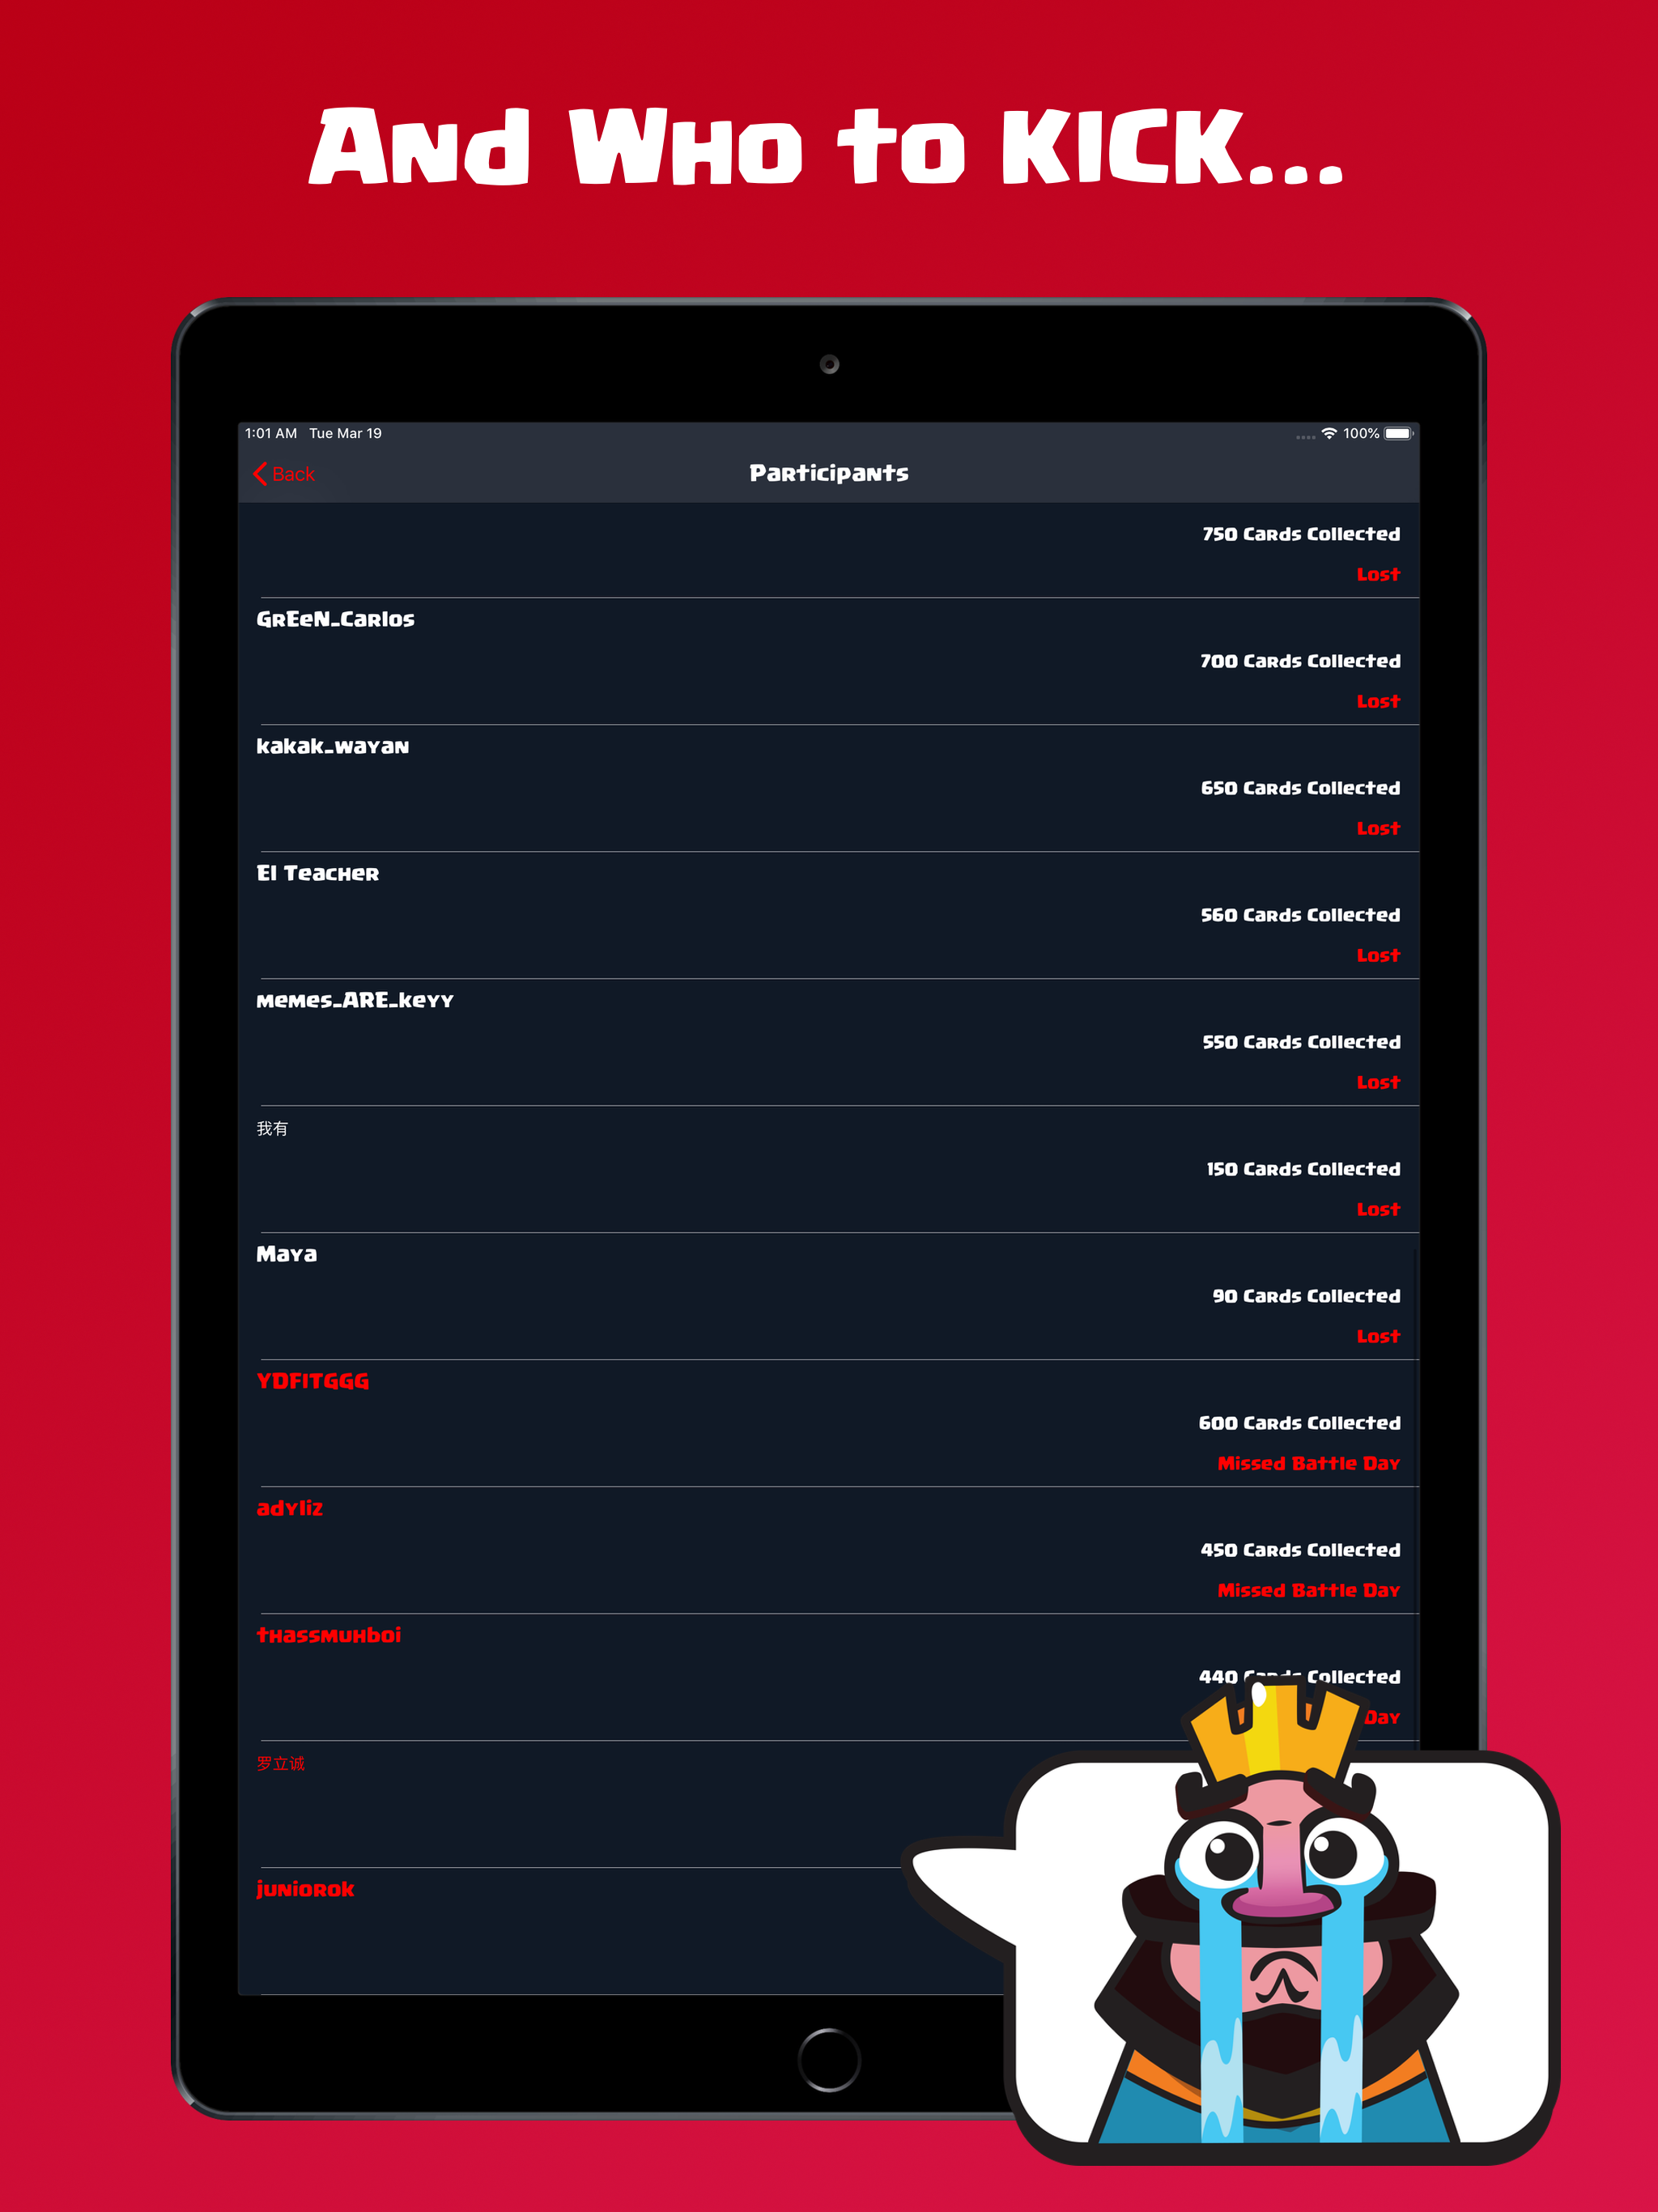 And Who to KICK...
1:01 AM Tue Mar 19
100%
Back
Participants
750 Cards Collected
Lost
GrEeN_Carlos
700 Cards Collected
Lost
kakak_wayan
650 Cards Collected
Lost
El Teacher
560 Cards Collected
Lost
memes_ARE_keyy
550 Cards Collected
Lost
我有
150 Cards Collected
Lost
Maya
90 Cards Collected
Lost
YDFITGGG
600 Cards Collected
Missed Battle Day
adyliz
450 Cards Collected
Missed Battle Day
thassmuhboi
440 Cards Collected
Day
罗立诚
juniorok